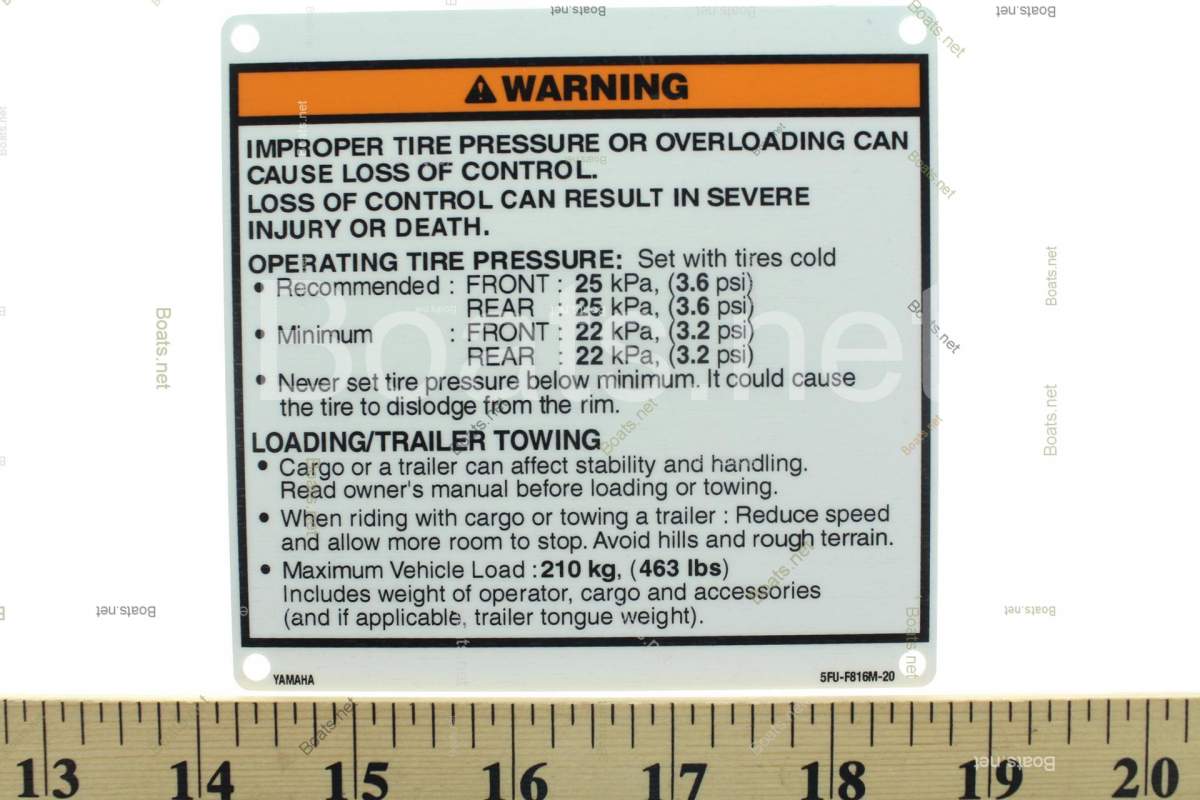 WARNING
IMPROPER TIRE PRESSURE OR OVERLOADING CAN
CAUSE LOSS OF CONTROL.
LOSS OF CONTROL CAN RESULT IN SEVERE
INJURY OR DEATH.
OPERATING TIRE PRESSURE: Set with tires cold
• Recommended : FRONT : 25 kPa, (3.6 psi)
REAR : 25 kPa, (3.6 psi)
• Minimum : FRONT : 22 kPa, (3.2 psi)
REAR : 22 kPa, (3.2 psi)
• Never set tire pressure below minimum. It could cause
the tire to dislodge from the rim.
LOADING/TRAILER TOWING
• Cargo or a trailer can affect stability and handling.
Read owner's manual before loading or towing.
• When riding with cargo or towing a trailer : Reduce speed
and allow more room to stop. Avoid hills and rough terrain.
• Maximum Vehicle Load : 210 kg, (463 lbs)
Includes weight of operator, cargo and accessories
(and if applicable, trailer tongue weight).
YAMAHA 5FU-F816M-20
13 14 15 16 17 18 19 20
Boats.net